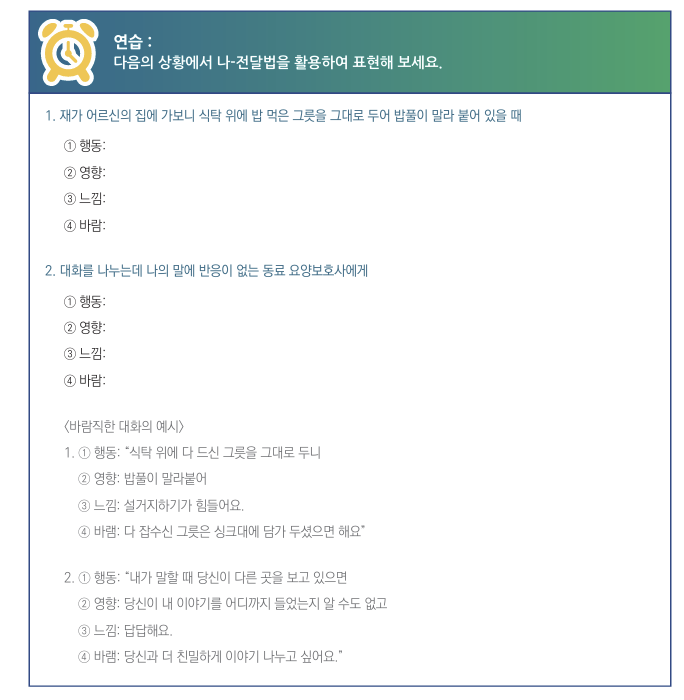 연습 :
다음의 상황에서 나-전달법을 활용하여 표현해 보세요.
1. 재가 어르신의 집에 가보니 식탁 위에 밥 먹은 그릇을 그대로 두어 밥풀이 말라 붙어 있을 때
① 행동:
② 영향:
③ 느낌:
④ 바람:
2. 대화를 나누는데 나의 말에 반응이 없는 동료 요양보호사에게
① 행동:
② 영향:
③ 느낌:
④ 바람:
〈바람직한 대화의 예시〉
1. ① 행동: “식탁 위에 다 드신 그릇을 그대로 두니
② 영향: 밥풀이 말라붙어
③ 느낌: 설거지하기가 힘들어요.
④ 바램: 다 잡수신 그릇은 싱크대에 담가 두셨으면 해요”
2. ① 행동: “내가 말할 때 당신이 다른 곳을 보고 있으면
② 영향: 당신이 내 이야기를 어디까지 들었는지 알 수도 없고
③ 느낌: 답답해요.
④ 바램: 당신과 더 친밀하게 이야기 나누고 싶어요.”